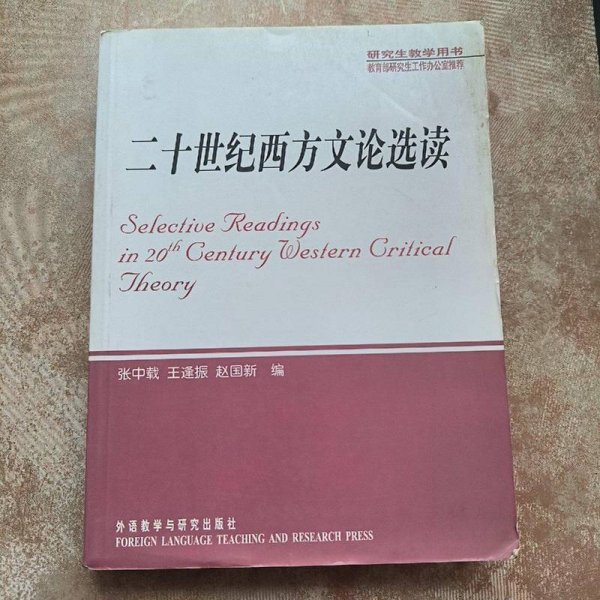 研究生教学用书
教育部研究生工作办公室推荐
二十世纪西方文论选读
Selective Readings
in 20th Century Western Critical
Theory
张中载 王逢振 赵国新 编
外语教学与研究出版社
FOREIGN LANGUAGE TEACHING AND RESEARCH PRESS